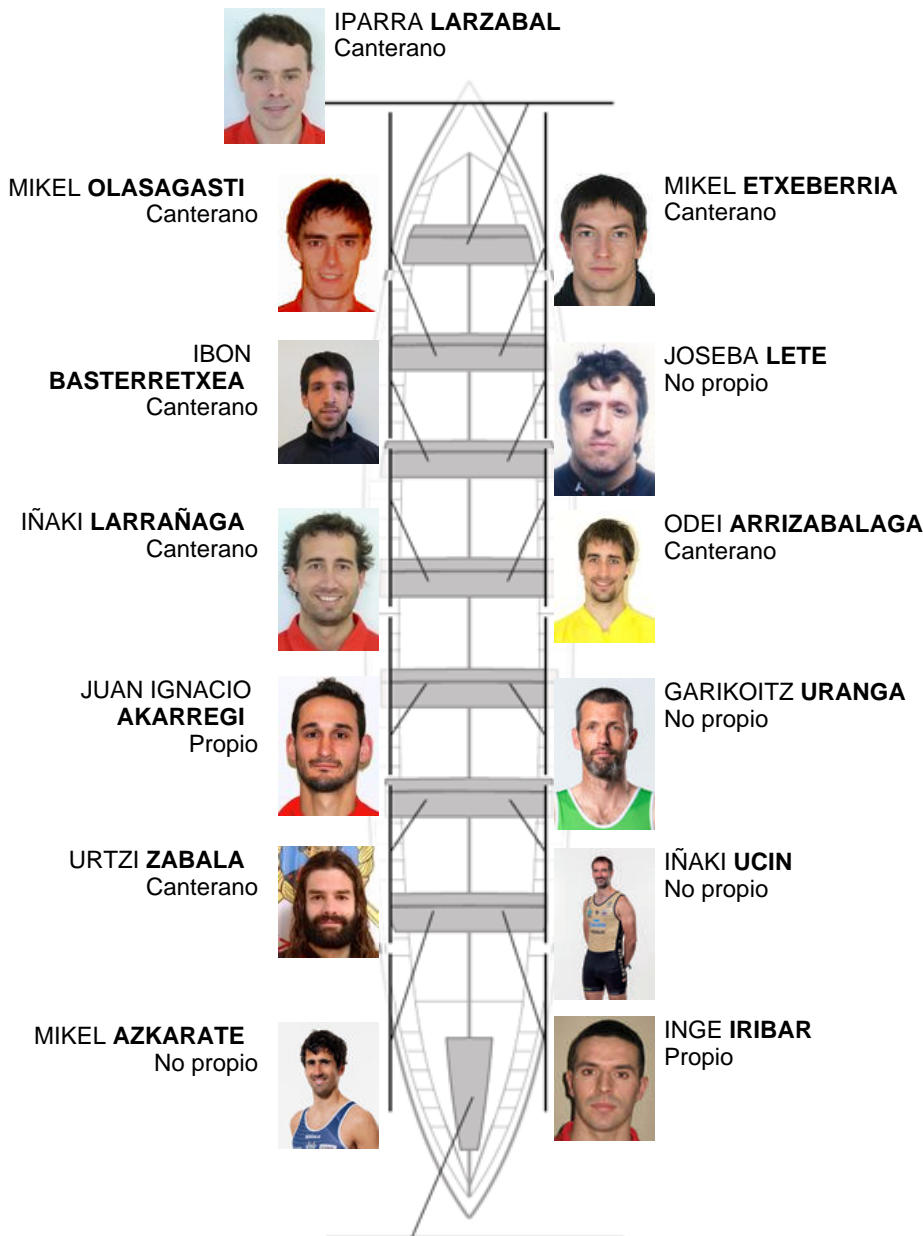 IPARRA LARZABAL
Canterano
MIKEL OLASAGASTI
Canterano
MIKEL ETXEBERRIA
Canterano
IBON
BASTERRETXEA
Canterano
JOSEBA LETE
No propio
IÑAKI LARRAÑAGA
Canterano
ODEI ARRIZABALAGA
Canterano
JUAN IGNACIO
AKARREGI
Propio
GARIKOITZ URANGA
No propio
URTZI ZABALA
Canterano
IÑAKI UCIN
No propio
MIKEL AZKARATE
No propio
INGE IRIBAR
Propio